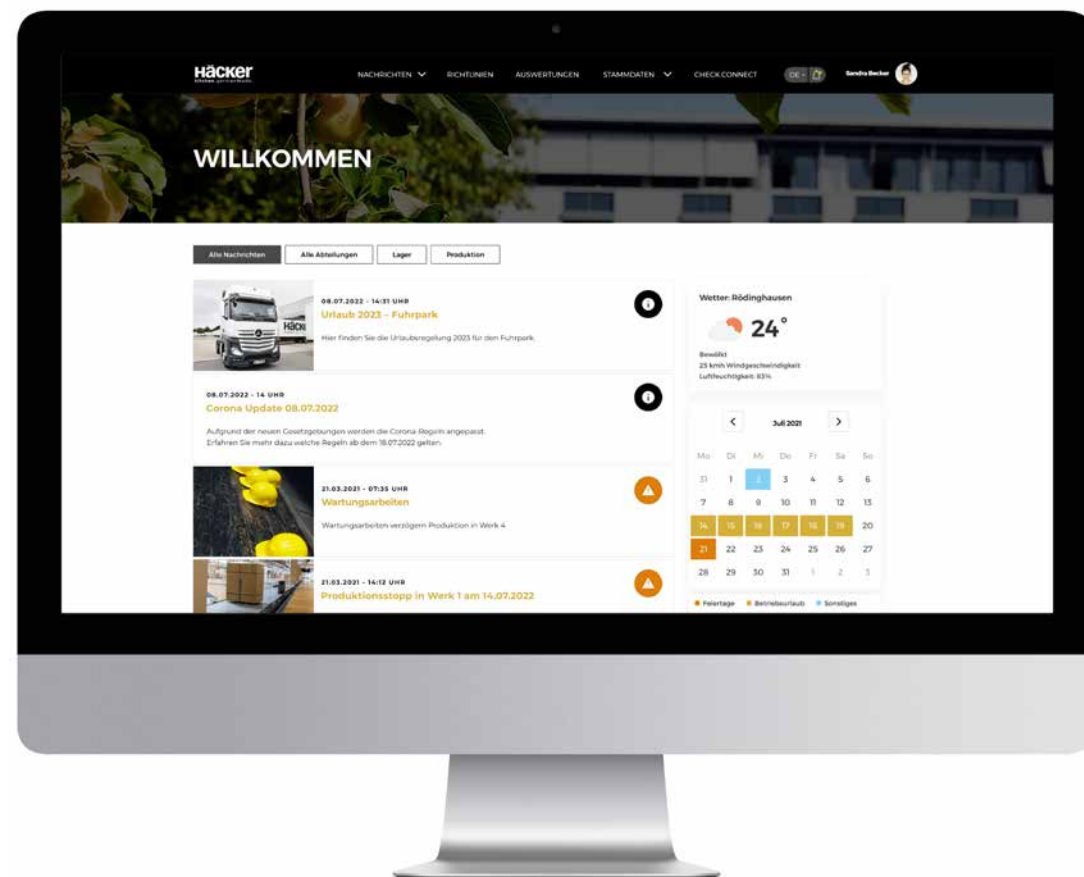 Häcker
kitchen.germanMade.
NACHRICHTEN
RICHTLINIEN
AUSWERTUNGEN
STAMMDATEN
CHECK.CONNECT
DE
Sandra Becker
WILLKOMMEN
Alle Nachrichten
Alle Abteilungen
Lager
Produktion
08.07.2022 - 14:31 UHR
Urlaub 2023 – Fuhrpark
Hier finden Sie die Urlaubsregelung 2023 für den Fuhrpark.
Häck
08.07.2022 - 14 UHR
Corona Update 08.07.2022
Aufgrund der neuen Gesetzgebungen werden die Corona-Regeln angepasst.
Erfahren Sie mehr dazu welche Regeln ab dem 18.07.2022 gelten.
21.03.2021 - 07:35 UHR
Wartungsarbeiten
Wartungsarbeiten verzögern Produktion in Werk 4
21.03.2021 - 14:12 UHR
Produktionsstopp in Werk 1 am 14.07.2022
Wetter: Rödinghausen
24°
Bewölkt
23 kmh Windgeschwindigkeit
Luftfeuchtigkeit: 83%
Juli 2021
Mo Di Mi Do Fr Sa So
31 1 2 3 4 5 6
7 8 9 10 11 12 13
14 15 16 17 18 19 20
21 22 23 24 25 26 27
28 29 30 31 1 2 3
Feiertage Betriebsurlaub Sonstiges